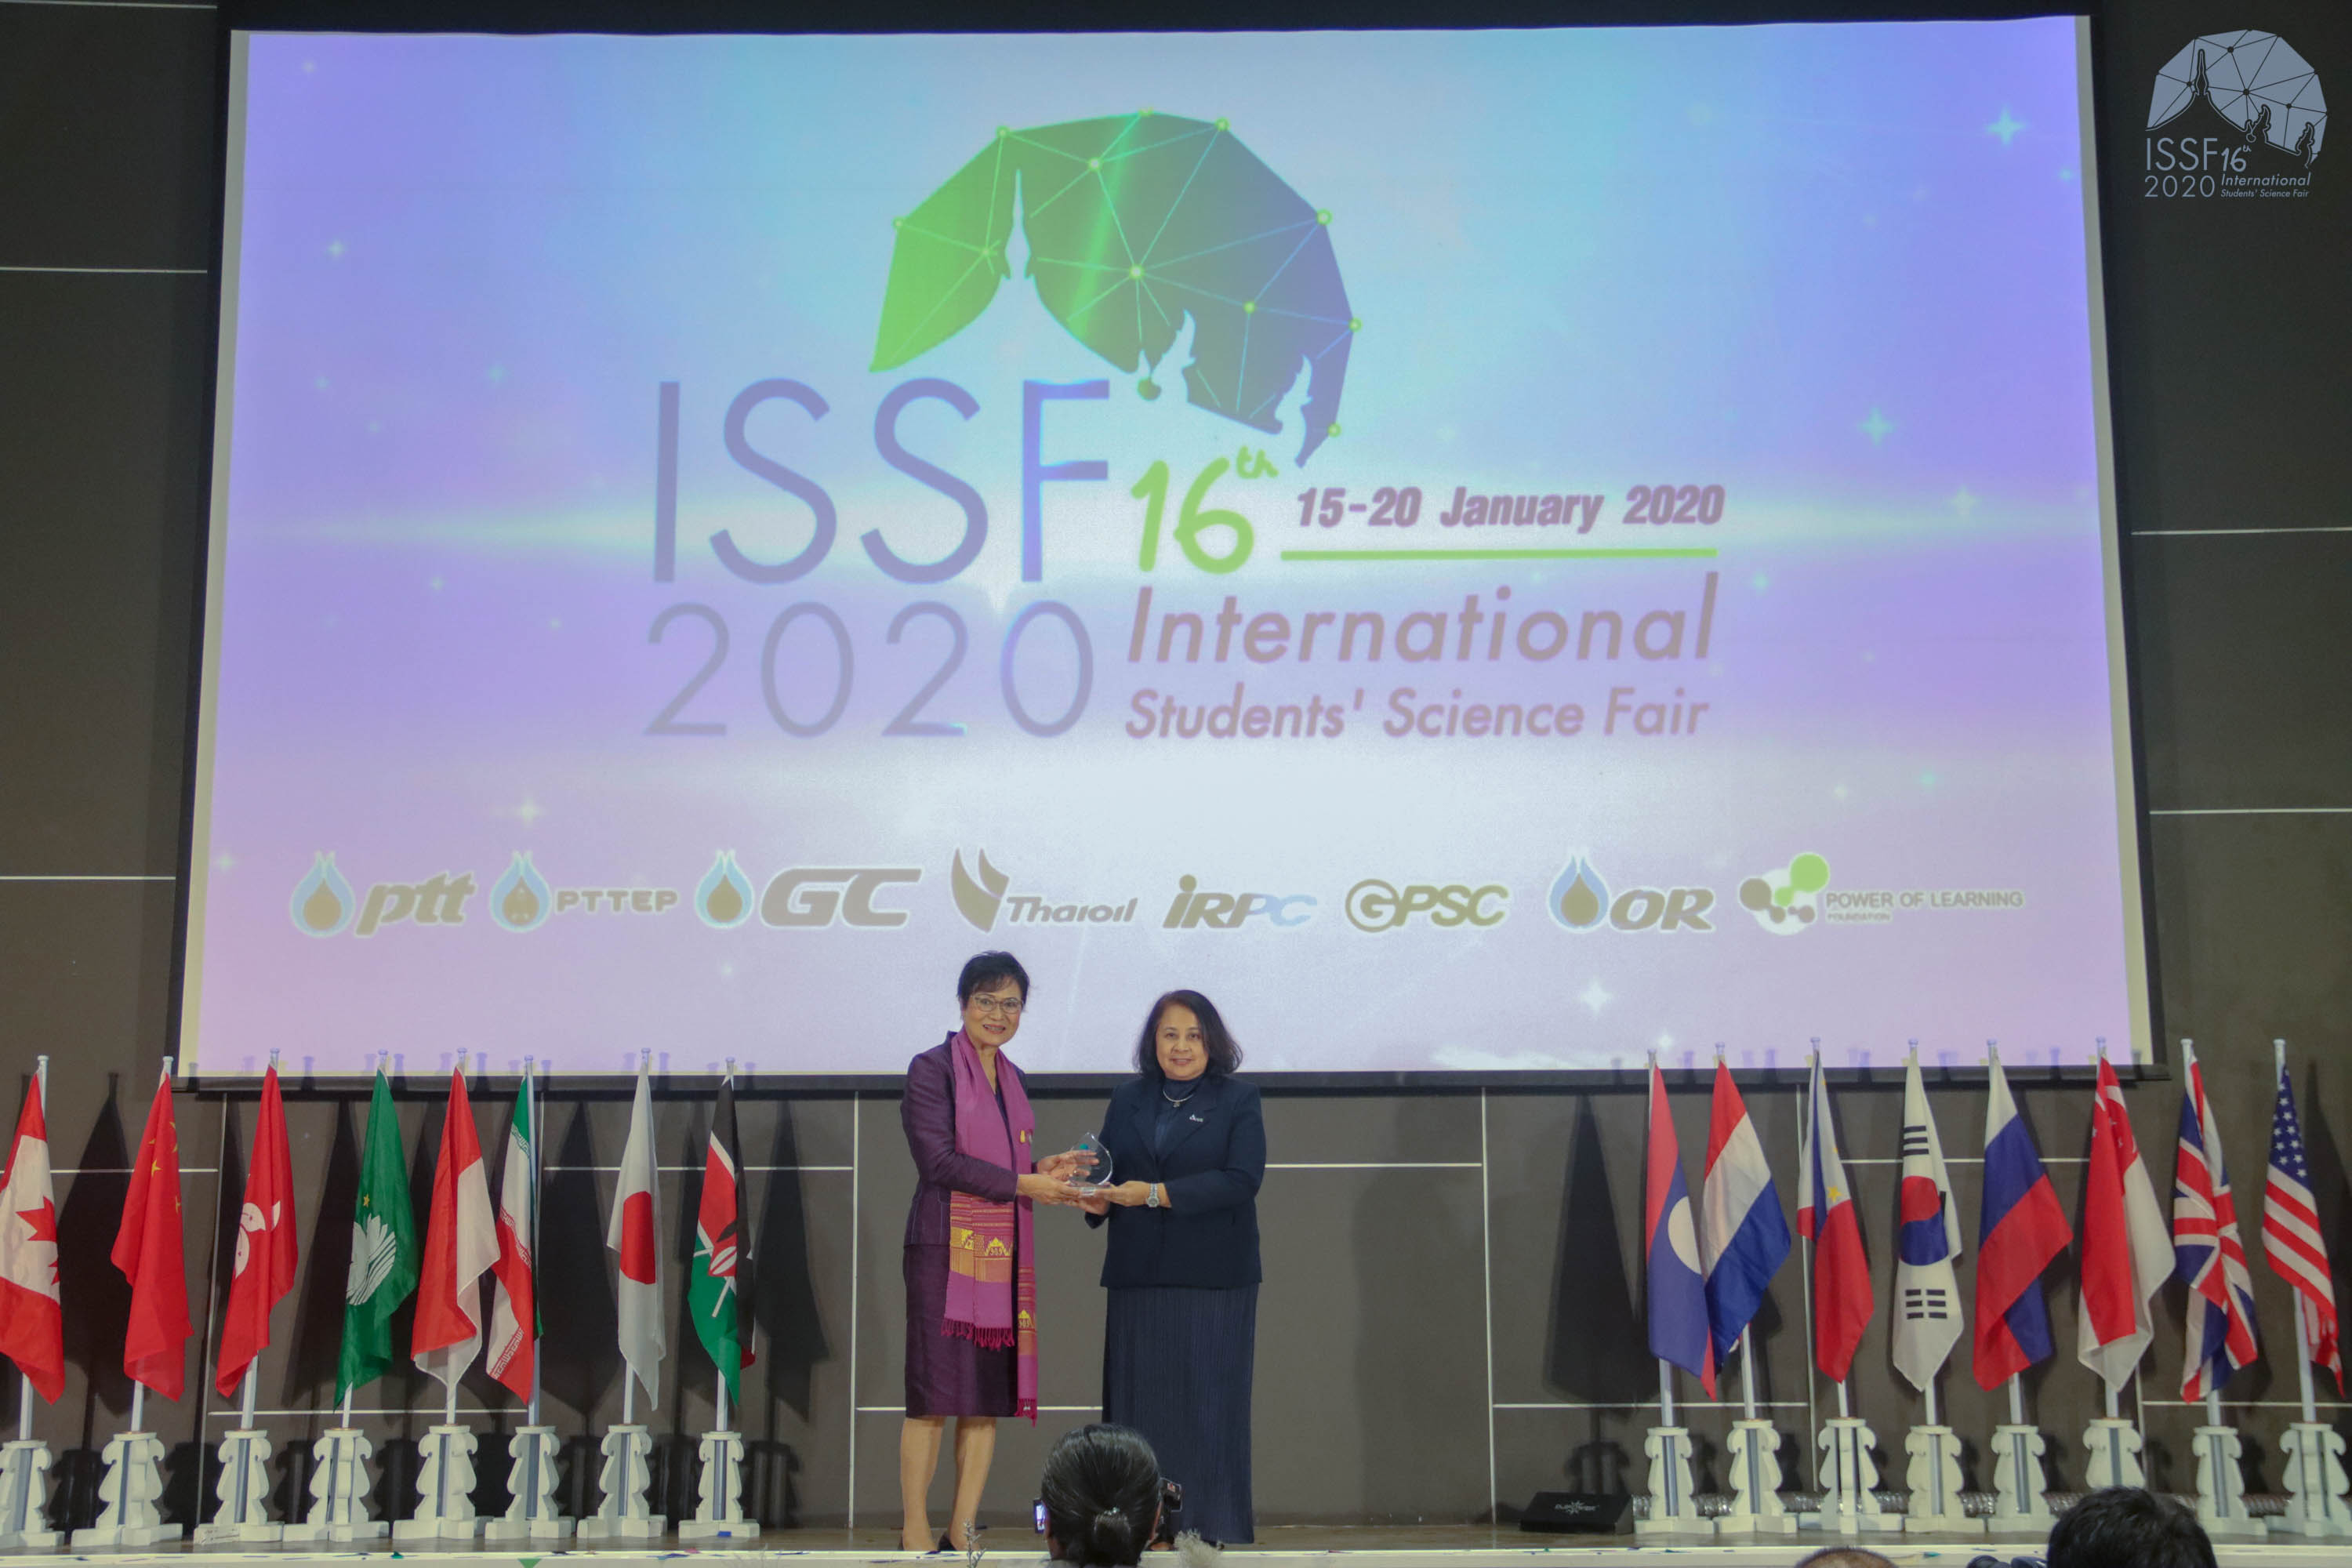 ISSF 16th 15-20 January 2020
2020 International
Students' Science Fair
ptt PTTEP GC Thaioil IRPC GPSC OR POWER OF LEARNING
FOUNDATION
ISSF 16th
2020 International
Students' Science Fair